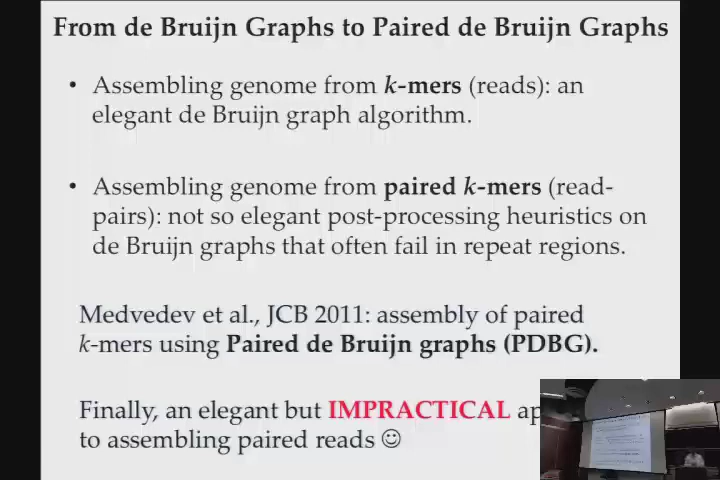 From de Bruijn Graphs to Paired de Bruijn Graphs
• Assembling genome from k-mers (reads): an
elegant de Bruijn graph algorithm.
• Assembling genome from paired k-mers (read-
pairs): not so elegant post-processing heuristics on
de Bruijn graphs that often fail in repeat regions.
Medvedev et al., JCB 2011: assembly of paired
k-mers using Paired de Bruijn graphs (PDBG).
Finally, an elegant but IMPRACTICAL ap
to assembling paired reads ☺